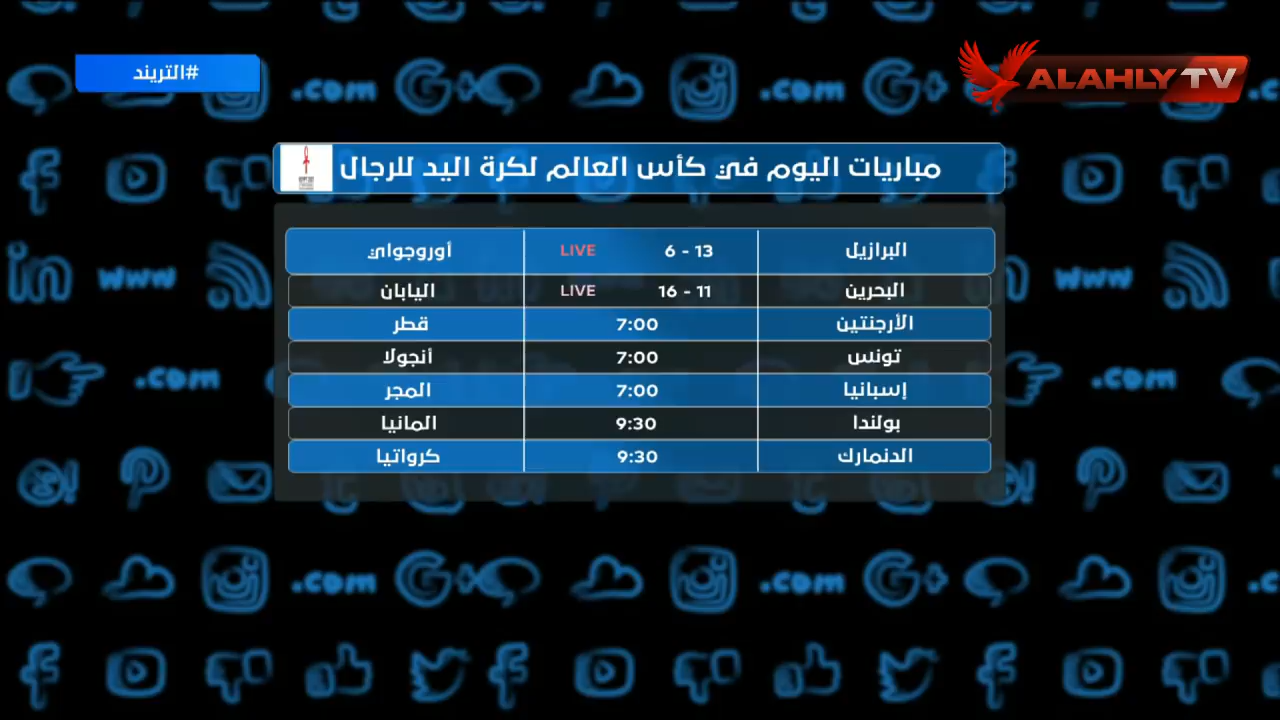 #التريند
ALAHLY TV
مباريات اليوم في كأس العالم لكرة اليد للرجال
البرازيل 13 - 6 LIVE أوروجواي
البحرين 11 - 16 LIVE اليابان
الأرجنتين 7:00 قطر
تونس 7:00 أنجولا
إسبانيا 7:00 المجر
بولندا 9:30 المانيا
الدنمارك 9:30 كرواتيا